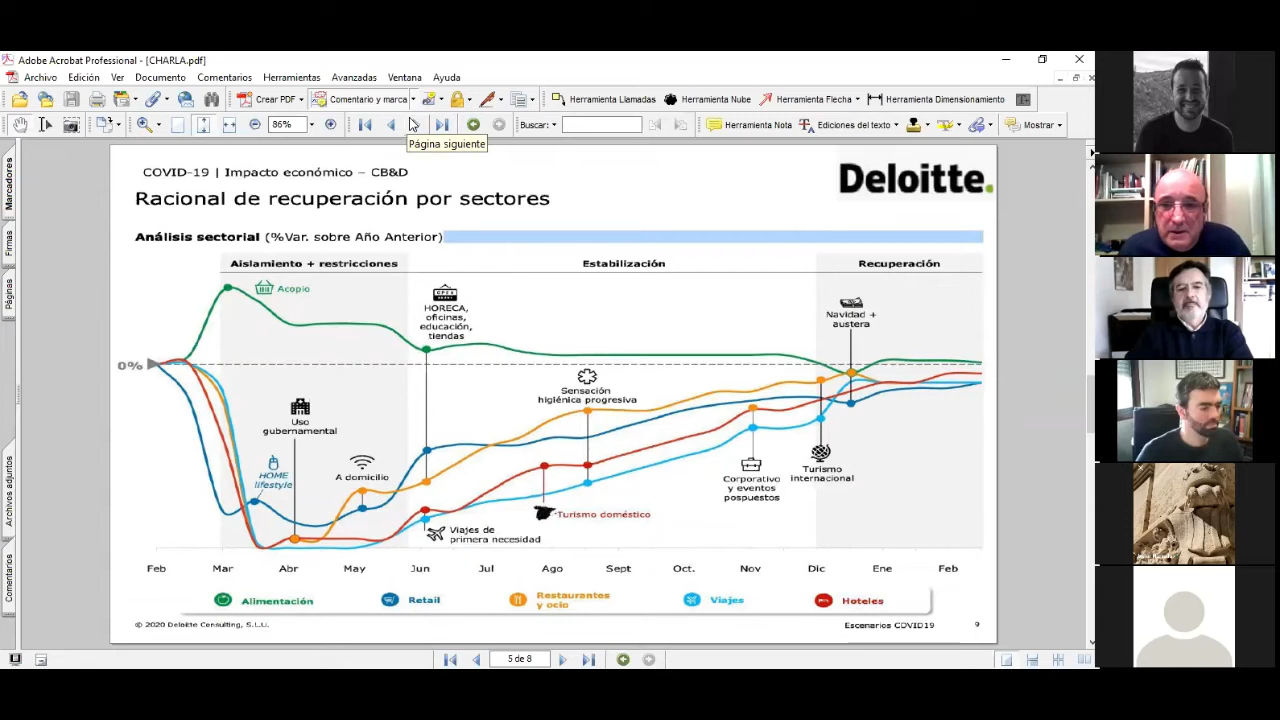 Adobe Acrobat Professional - [CHARLA.pdf]
Archivo Edición Ver Documento Comentarios Herramientas Avanzadas Ventana Ayuda
Crear PDF Comentario y marca Herramienta Llamadas Herramienta Nube Herramienta Flecha Herramienta Dimensionamiento
86% Buscar: Herramienta Nota Ediciones del texto Mostrar
Página siguiente
Marcadores
Firmas
Páginas
Archivos adjuntos
Comentarios
COVID-19 | Impacto económico – CB&D
Deloitte.
Racional de recuperación por sectores
Análisis sectorial (%Var. sobre Año Anterior)
Aislamiento + restricciones Estabilización Recuperación
Acopio
HORECA,
oficinas,
educación,
tiendas
Navidad +
austera
0%
Sensación
higiénica progresiva
Uso
gubernamental
HOME
lifestyle
A domicilio
Corporativo
y eventos
pospuestos
Turismo
internacional
Turismo doméstico
Viajes de
primera necesidad
Feb Mar Abr May Jun Jul Ago Sept Oct. Nov Dic Ene Feb
Alimentación Retail Restaurantes
y ocio Viajes Hoteles
© 2020 Deloitte Consulting, S.L.U. Escenarios COVID19 9
5 de 8